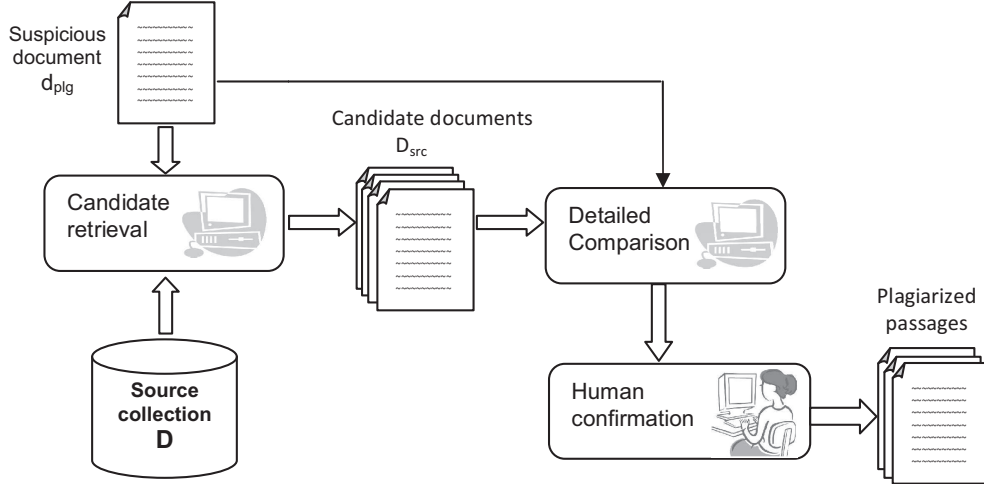 Suspicious
document
dplg
Candidate documents
Dsrc
Candidate
retrieval
Detailed
Comparison
Plagiarized
passages
Source
collection
D
Human
confirmation